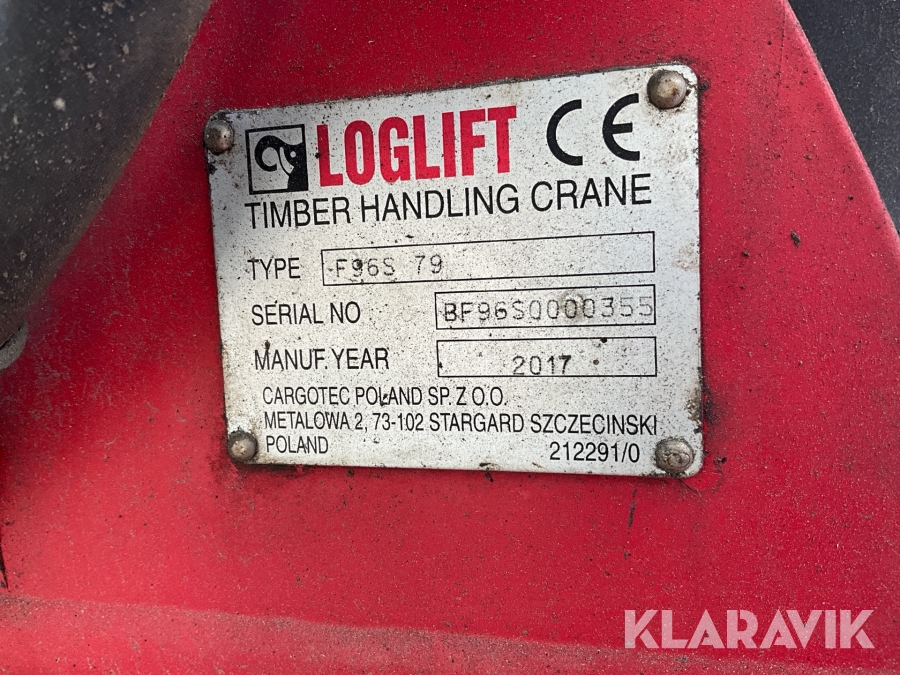 LOGLIFT CE
TIMBER HANDLING CRANE
TYPE F96S 79
SERIAL NO BF96S0000355
MANUF. YEAR 2017
CARGOTEC POLAND SP. Z O.O.
METALOWA 2, 73-102 STARGARD SZCZECINSKI
POLAND 212291/0
KLARAVIK